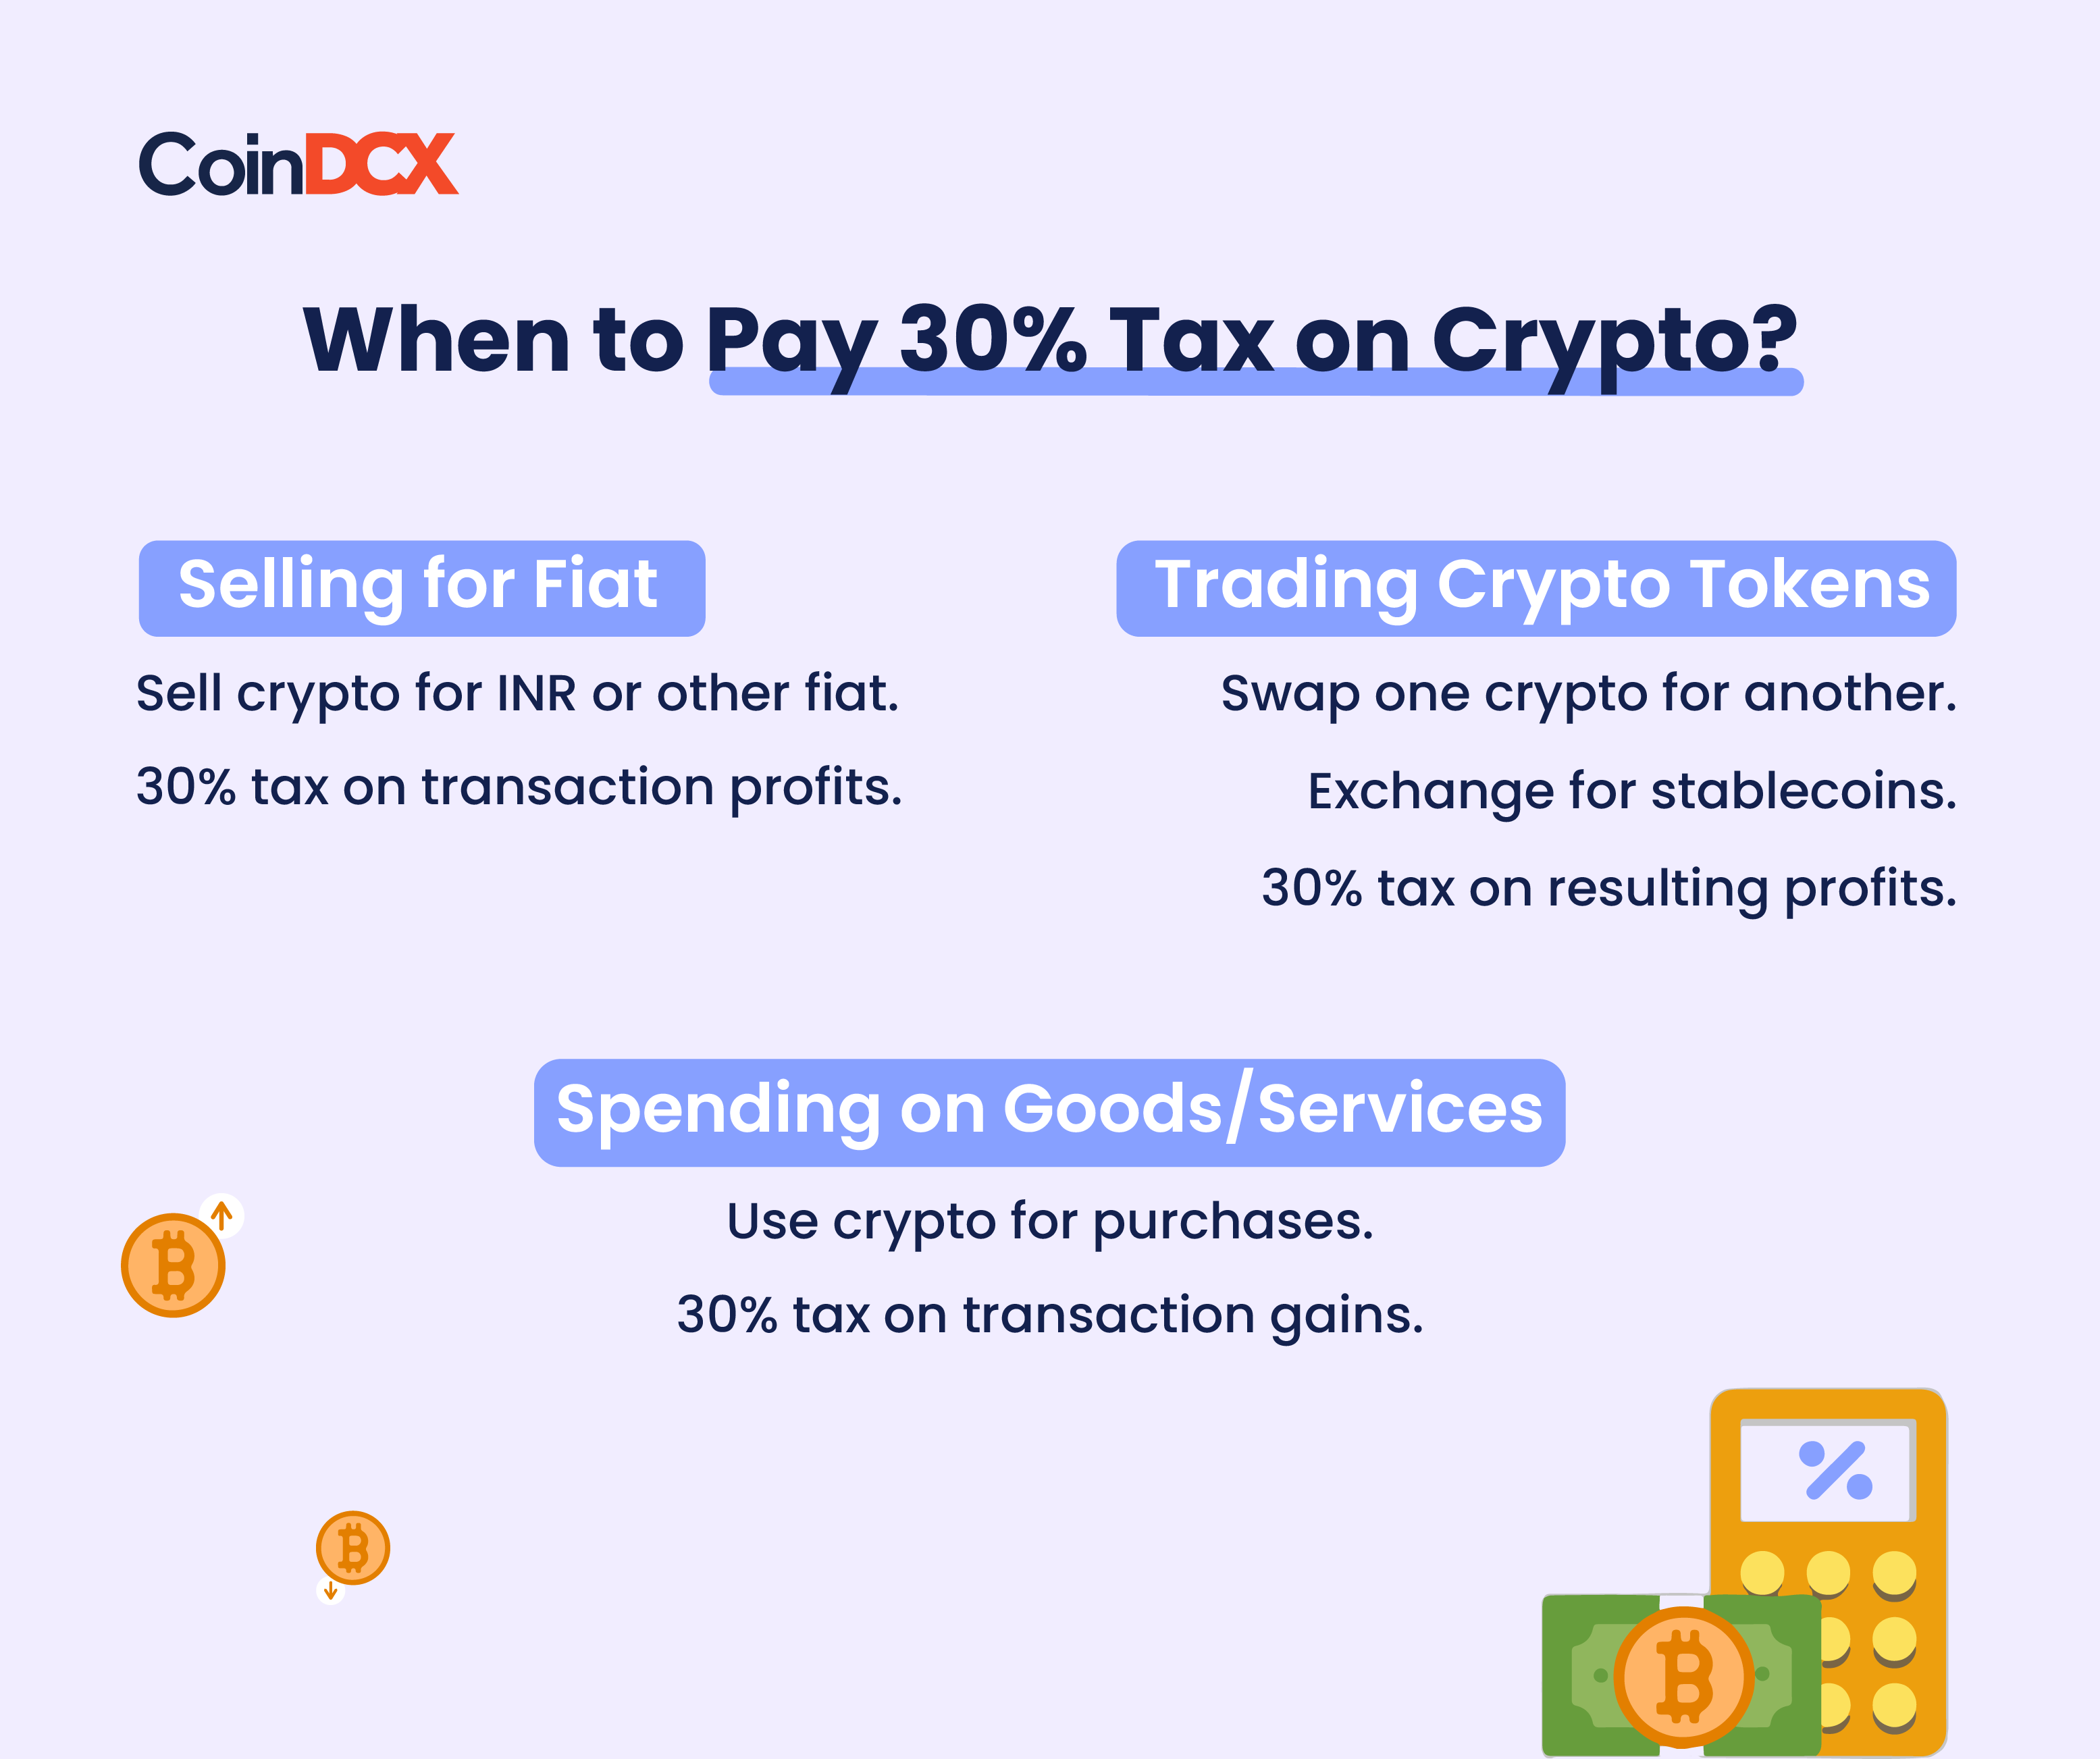 CoinDCX
When to Pay 30% Tax on Crypto?
Selling for Fiat
Sell crypto for INR or other fiat.
30% tax on transaction profits.
Trading Crypto Tokens
Swap one crypto for another.
Exchange for stablecoins.
30% tax on resulting profits.
Spending on Goods/Services
Use crypto for purchases.
30% tax on transaction gains.
%